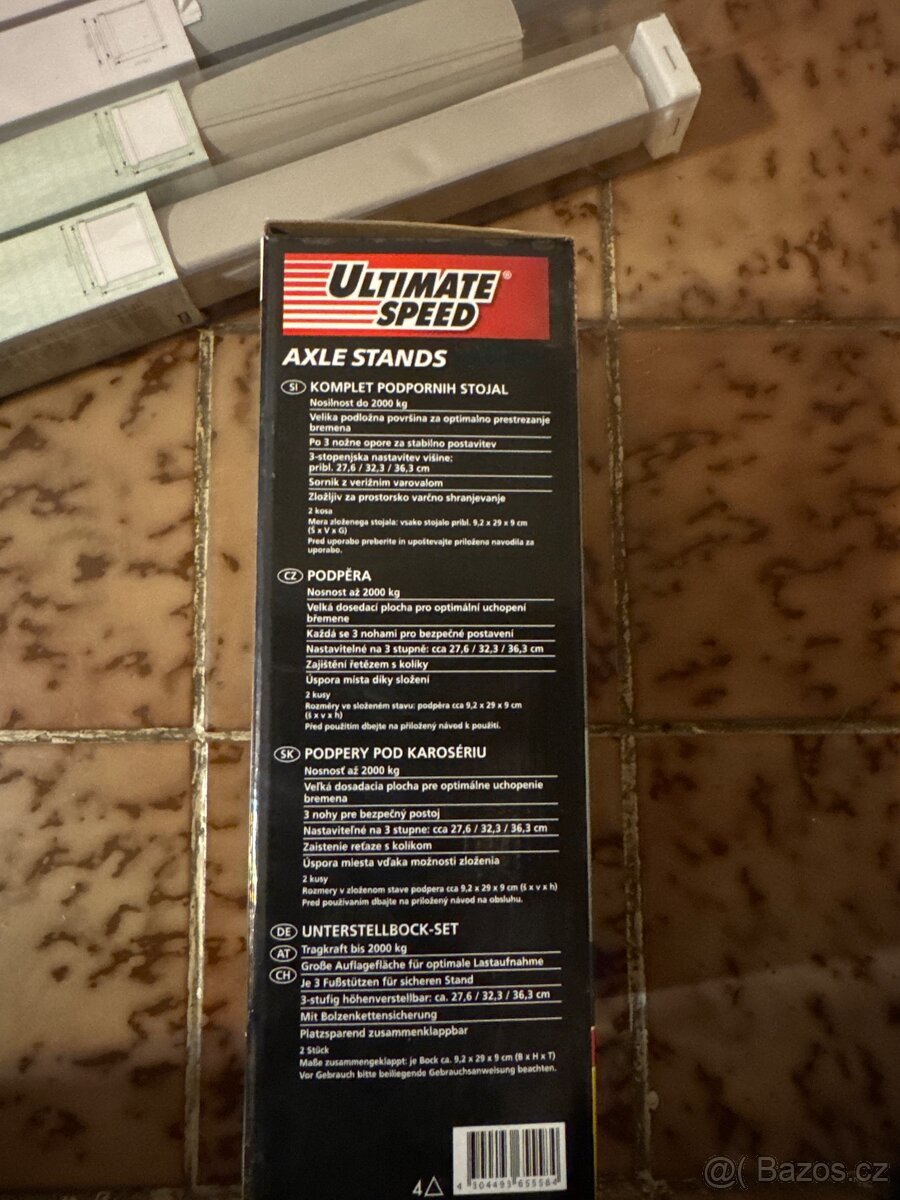 ULTIMATE SPEED®
AXLE STANDS
SI KOMPLET PODPORNIH STOJAL
Nosilnost do 2000 kg
Velika podložna površina za optimalno prestrezanje
bremena
Po 3 nožne opore za stabilno postavitev
3-stopenjska nastavitev višine:
pribl. 27,6 / 32,3 / 36,3 cm
Sornik z verižnim varovalom
Zložljiv za prostorsko varčno shranjevanje
2 kosa
Mera zloženega stojala: vsako stojalo pribl. 9,2 x 29 x 9 cm
(Š x V x G)
Pred uporabo preberite in upoštevajte priložena navodila za
uporabo.
CZ PODPĚRA
Nosnost až 2000 kg
Velká dosedací plocha pro optimální uchopení
břemene
Každá se 3 nohami pro bezpečné postavení
Nastavitelné na 3 stupně: cca 27,6 / 32,3 / 36,3 cm
Zajištění řetězem s kolíky
Úspora místa díky složení
2 kusy
Rozměry ve složeném stavu: podpěra cca 9,2 x 29 x 9 cm
(š x v x h)
Před použitím dbejte na přiložený návod k použití.
SK PODPERY POD KAROSÉRIU
Nosnosť až 2000 kg
Veľká dosadacia plocha pre optimálne uchopenie
bremena
3 nohy pre bezpečný postoj
Nastaviteľné na 3 stupne: cca 27,6 / 32,3 / 36,3 cm
Zaistenie reťaze s kolíkom
Úspora miesta vďaka možnosti zloženia
2 kusy
Rozmery v zloženom stave podpera cca 9,2 x 29 x 9 cm (š x v x h)
Pred používaním dbajte na priložený návod na obsluhu.
DE AT CH UNTERSTELLBOCK-SET
Tragkraft bis 2000 kg
Große Auflagefläche für optimale Lastaufnahme
Je 3 Fußstützen für sicheren Stand
3-stufig höhenverstellbar: ca. 27,6 / 32,3 / 36,3 cm
Mit Bolzenkettensicherung
Platzsparend zusammenklappbar
2 Stück
Maße zusammengeklappt: je Bock ca. 9,2 x 29 x 9 cm (B x H x T)
Vor Gebrauch bitte beiliegende Gebrauchsanweisung beachten.
4
@( Bazos.cz